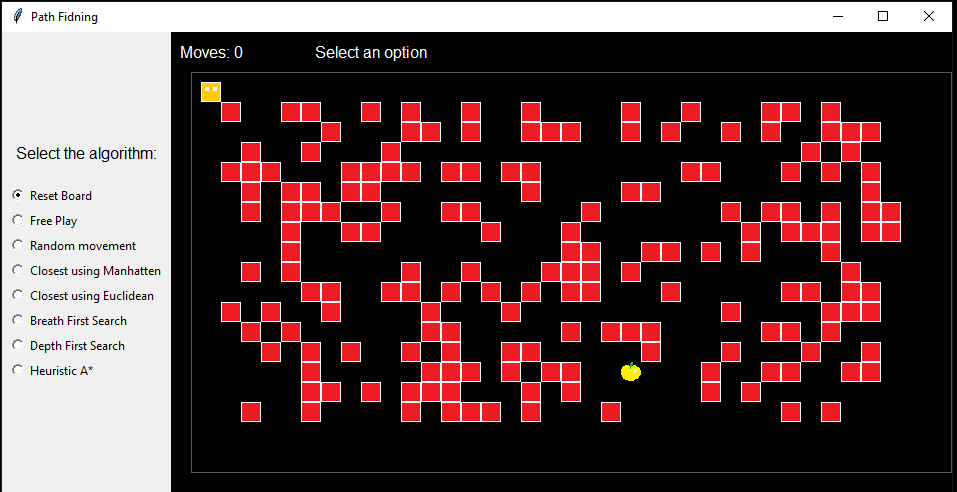 Path Fidning
Moves: 0
Select an option
Select the algorithm:
Reset Board
Free Play
Random movement
Closest using Manhatten
Closest using Euclidean
Breath First Search
Depth First Search
Heuristic A*